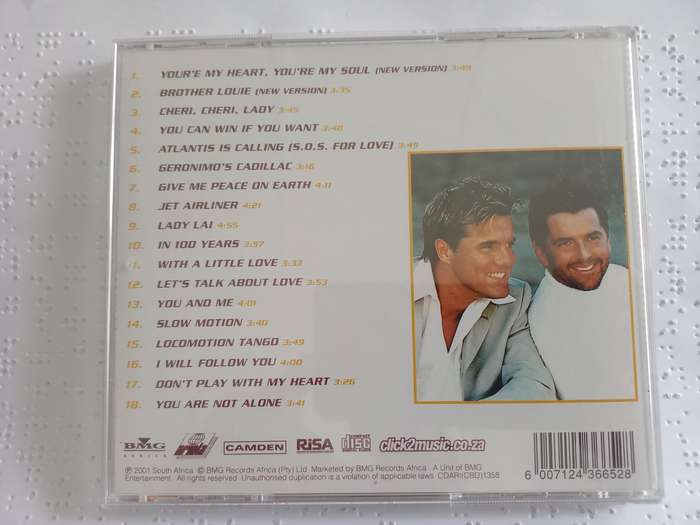 1. YOUR'E MY HEART, YOU'RE MY SOUL (NEW VERSION) 3:49
2. BROTHER LOUIE (NEW VERSION) 3:35
3. CHERI, CHERI, LADY 3:45
4. YOU CAN WIN IF YOU WANT 3:48
5. ATLANTIS IS CALLING (S.O.S. FOR LOVE) 3:49
6. GERONIMO'S CADILLAC 3:16
7. GIVE ME PEACE ON EARTH 4:11
8. JET AIRLINER 4:21
9. LADY LAI 4:55
10. IN 100 YEARS 3:57
11. WITH A LITTLE LOVE 3:33
12. LET'S TALK ABOUT LOVE 3:53
13. YOU AND ME 4:01
14. SLOW MOTION 3:40
15. LOCOMOTION TANGO 3:49
16. I WILL FOLLOW YOU 4:00
17. DON'T PLAY WITH MY HEART 3:26
18. YOU ARE NOT ALONE 3:41
BMG AFRICA CAMDEN RiSA COMPACT disc click2music.co.za
℗ 2001 South Africa © BMG Records Africa (Pty) Ltd Marketed by BMG Records Africa A Unit of BMG
Entertainment. All rights reserved. Unauthorised duplication is a violation of applicable laws CDARI(CBD)1358
6 007124 366528